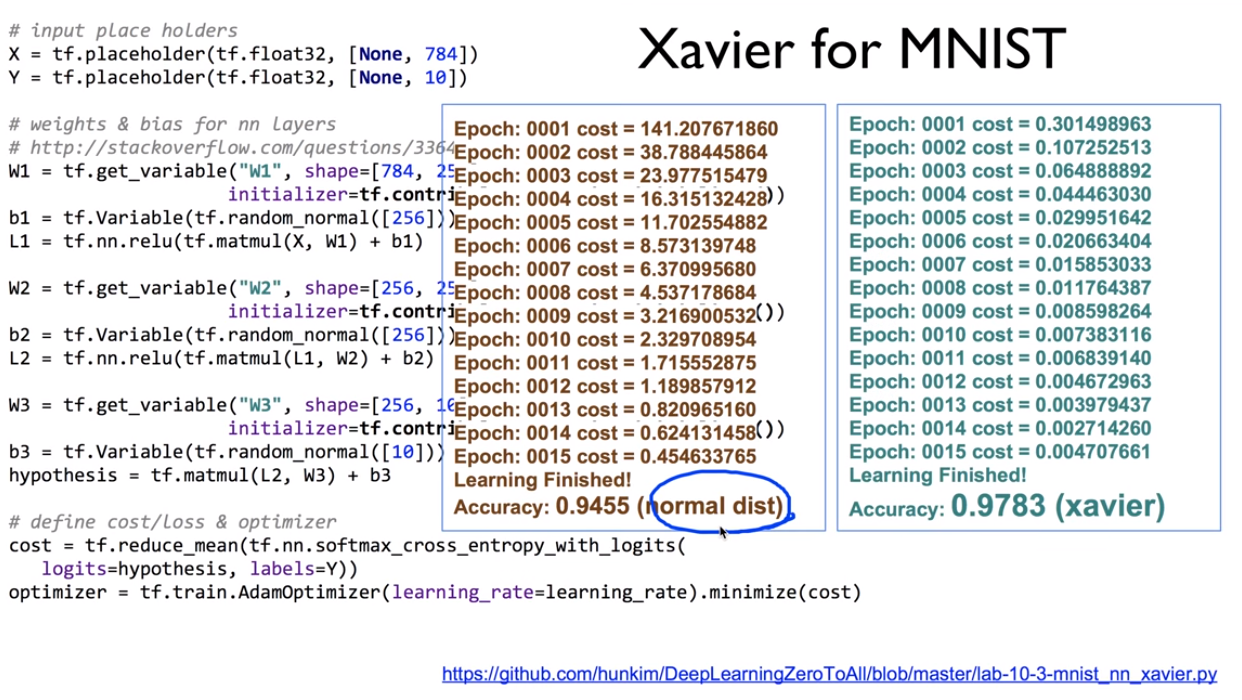 Xavier for MNIST
# input place holders
X = tf.placeholder(tf.float32, [None, 784])
Y = tf.placeholder(tf.float32, [None, 10])
# weights & bias for nn layers
# http://stackoverflow.com/questions/3364
W1 = tf.get_variable("W1", shape=[784, 25
initializer=tf.contri ))
b1 = tf.Variable(tf.random_normal([256]))
L1 = tf.nn.relu(tf.matmul(X, W1) + b1)
W2 = tf.get_variable("W2", shape=[256, 25
initializer=tf.contri ())
b2 = tf.Variable(tf.random_normal([256]))
L2 = tf.nn.relu(tf.matmul(L1, W2) + b2)
W3 = tf.get_variable("W3", shape=[256, 10
initializer=tf.contri ())
b3 = tf.Variable(tf.random_normal([10]))
hypothesis = tf.matmul(L2, W3) + b3
# define cost/loss & optimizer
cost = tf.reduce_mean(tf.nn.softmax_cross_entropy_with_logits(
logits=hypothesis, labels=Y))
optimizer = tf.train.AdamOptimizer(learning_rate=learning_rate).minimize(cost)
Epoch: 0001 cost = 141.207671860
Epoch: 0002 cost = 38.788445864
Epoch: 0003 cost = 23.977515479
Epoch: 0004 cost = 16.315132428
Epoch: 0005 cost = 11.702554882
Epoch: 0006 cost = 8.573139748
Epoch: 0007 cost = 6.370995680
Epoch: 0008 cost = 4.537178684
Epoch: 0009 cost = 3.216900532
Epoch: 0010 cost = 2.329708954
Epoch: 0011 cost = 1.715552875
Epoch: 0012 cost = 1.189857912
Epoch: 0013 cost = 0.820965160
Epoch: 0014 cost = 0.624131458
Epoch: 0015 cost = 0.454633765
Learning Finished!
Accuracy: 0.9455 (normal dist)
Epoch: 0001 cost = 0.301498963
Epoch: 0002 cost = 0.107252513
Epoch: 0003 cost = 0.064888892
Epoch: 0004 cost = 0.044463030
Epoch: 0005 cost = 0.029951642
Epoch: 0006 cost = 0.020663404
Epoch: 0007 cost = 0.015853033
Epoch: 0008 cost = 0.011764387
Epoch: 0009 cost = 0.008598264
Epoch: 0010 cost = 0.007383116
Epoch: 0011 cost = 0.006839140
Epoch: 0012 cost = 0.004672963
Epoch: 0013 cost = 0.003979437
Epoch: 0014 cost = 0.002714260
Epoch: 0015 cost = 0.004707661
Learning Finished!
Accuracy: 0.9783 (xavier)
https://github.com/hunkim/DeepLearningZeroToAll/blob/master/lab-10-3-mnist_nn_xavier.py